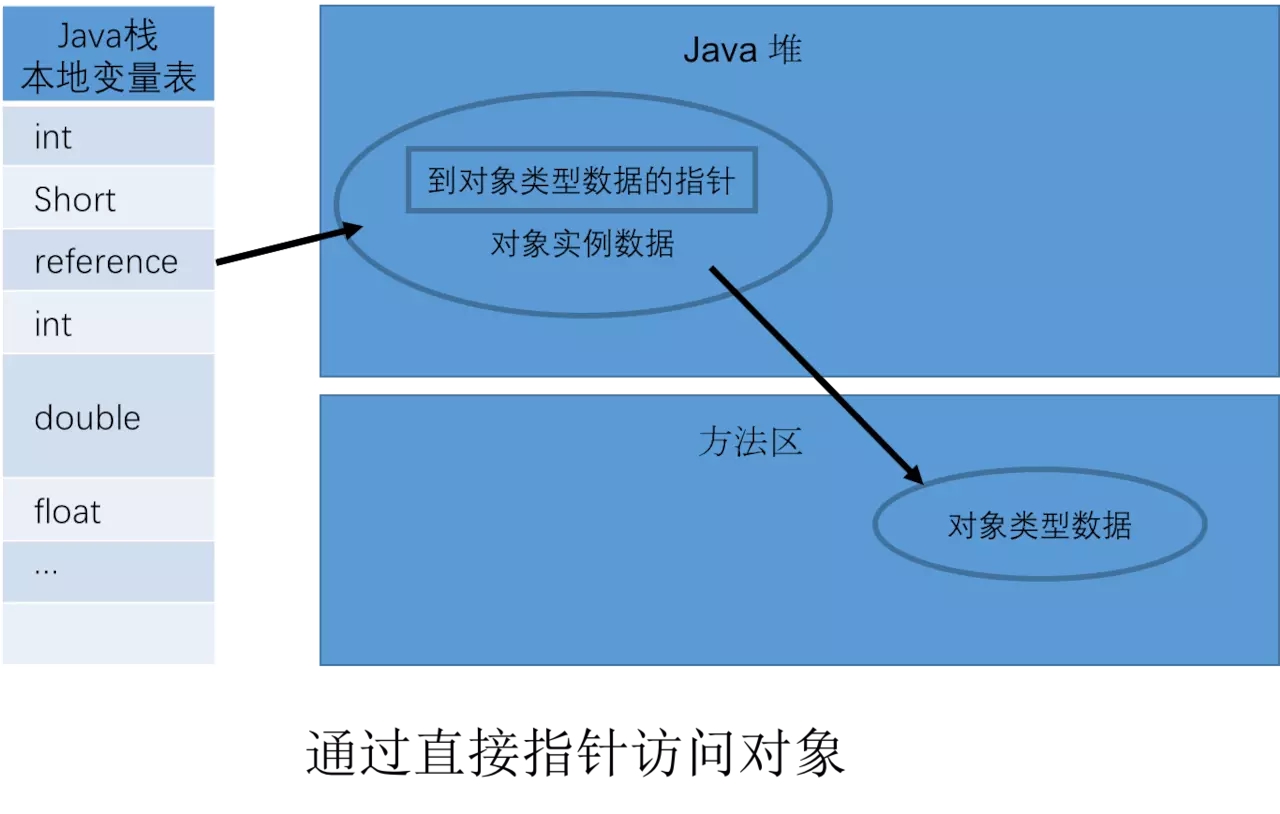 Java栈
本地变量表
int
Short
reference
int
double
float
...
Java 堆
到对象类型数据的指针
对象实例数据
方法区
对象类型数据
通过直接指针访问对象